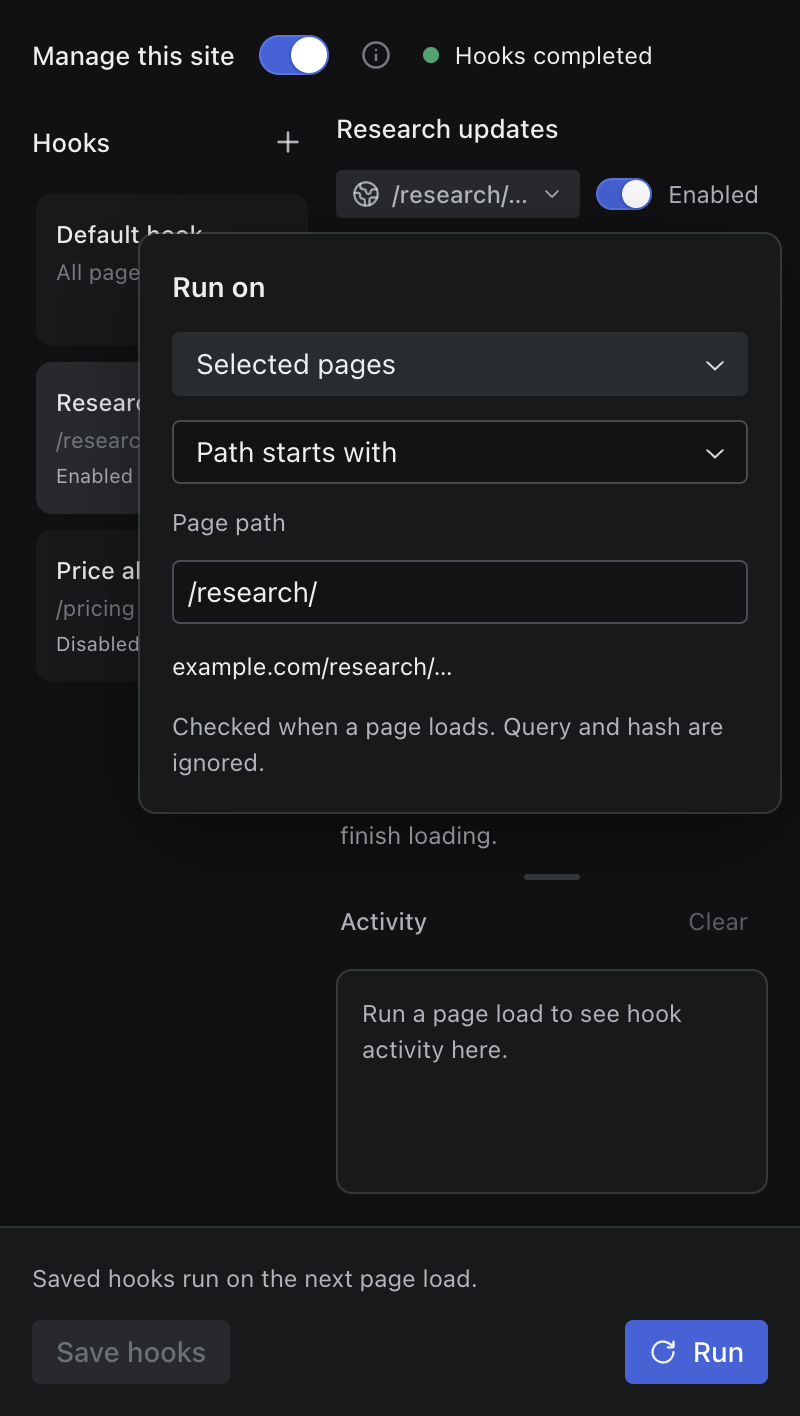 Manage this site
Hooks completed
Hooks
Research updates
/research/...
Enabled
Default hook
All page
Researc
/researc
Enabled
Price al
/pricing
Disabled
Run on
Selected pages
Path starts with
Page path
/research/
example.com/research/...
Checked when a page loads. Query and hash are
ignored.
finish loading.
Activity
Clear
Run a page load to see hook
activity here.
Saved hooks run on the next page load.
Save hooks
Run